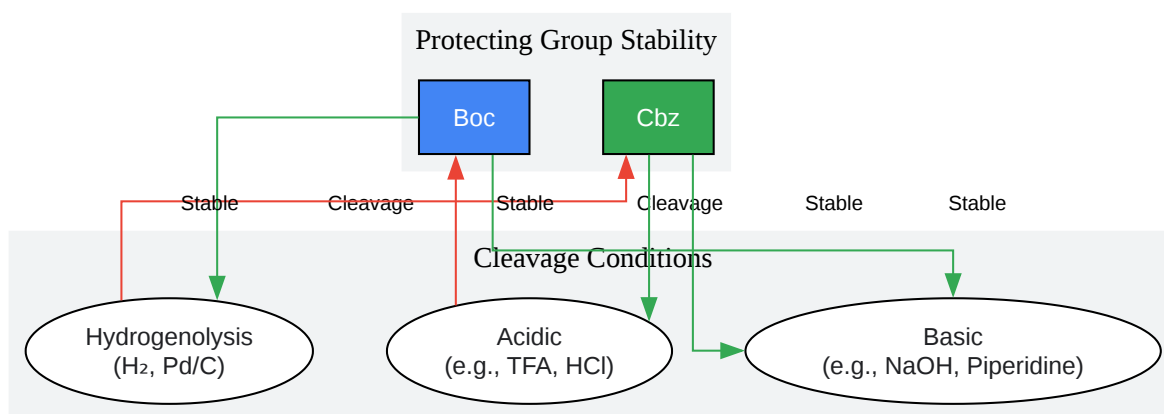 Protecting Group Stability
Boc
Cbz
Stable
Cleavage
Stable
Cleavage
Stable
Stable
Cleavage Conditions
Hydrogenolysis
(H₂, Pd/C)
Acidic
(e.g., TFA, HCl)
Basic
(e.g., NaOH, Piperidine)